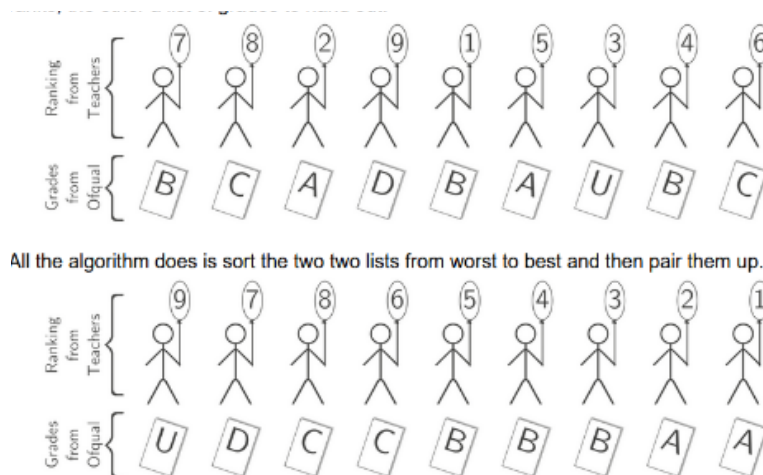 7 8 2 9 1 5 3 4 6
Ranking
from
Teachers
B C A D B A U B C
Grades
from
Ofqual
All the algorithm does is sort the two two lists from worst to best and then pair them up.
9 7 8 6 5 4 3 2 1
Ranking
from
Teachers
U D C C B B B A A
Grades
from
Ofqual